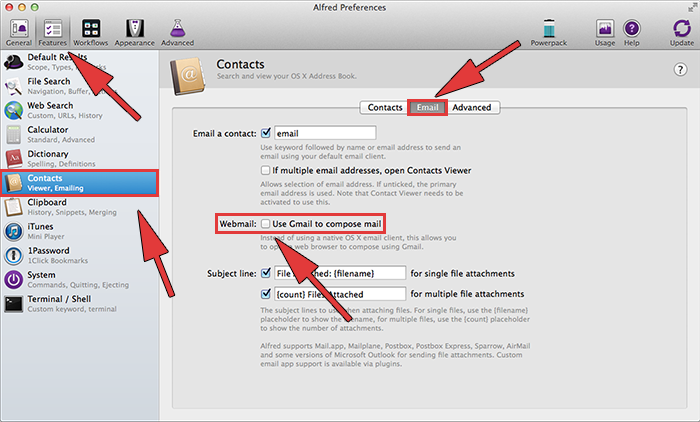 Alfred Preferences
General Features Workflows Appearance Advanced Powerpack Usage Help Update
Default Results
Scope, Types, Fallbacks
File Search
Navigation, Buffer,
Web Search
Custom, URLs, History
Calculator
Standard, Advanced
Dictionary
Spelling, Definitions
Contacts
Viewer, Emailing
Clipboard
History, Snippets, Merging
iTunes
Mini Player
1Password
1Click Bookmarks
System
Commands, Quitting, Ejecting
Terminal / Shell
Custom keyword, terminal
Contacts
Search and view your OS X Address Book.
?
Contacts Email Advanced
Email a contact: email
Use keyword followed by name or email address to send an
email using your default email client.
If multiple email addresses, open Contacts Viewer
Allows selection of email address. If unticked, the primary
email address is used. Note that Contact Viewer needs to be
activated to use this.
Webmail: Use Gmail to compose mail
Instead of using a native OS X email client, this allows you
to open web browser to compose using Gmail.
Subject line: File Attached: {filename} for single file attachments
{count} Files Attached for multiple file attachments
The subject lines to use when attaching files. For single files, use the {filename}
placeholder to show the filename, for multiple files, use the {count} placeholder
to show the number of attachments.
Alfred supports Mail.app, Mailplane, Postbox, Postbox Express, Sparrow, AirMail
and some versions of Microsoft Outlook for sending file attachments. Custom
email app support is available via plugins.